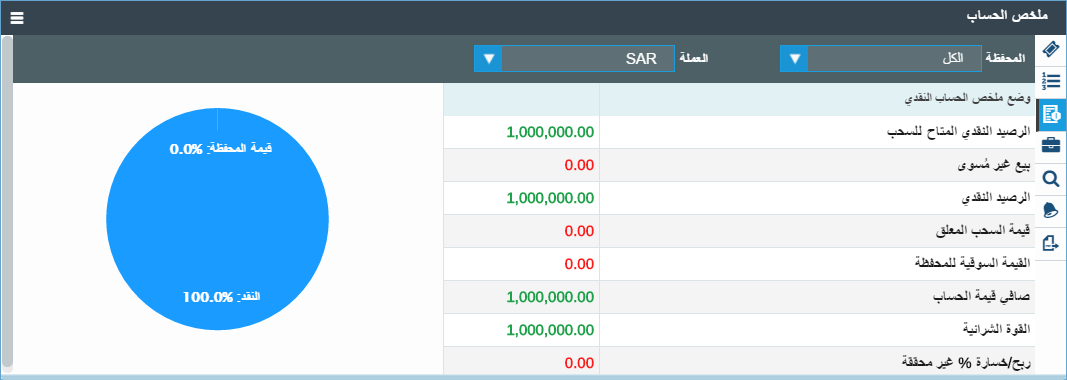 ملخص الحساب
المحفظة الكل العملة SAR
وضع ملخص الحساب النقدي
الرصيد النقدي المتاح للسحب 1,000,000.00
بيع غير مُسوى 0.00
الرصيد النقدي 1,000,000.00
قيمة السحب المعلق 0.00
القيمة السوقية للمحفظة 0.00
صافي قيمة الحساب 1,000,000.00
القوة الشرائية 1,000,000.00
ربح/خسارة % غير محققة 0.00
قيمة المحفظة: 0.0%
النقد: 100.0%
1
2
3